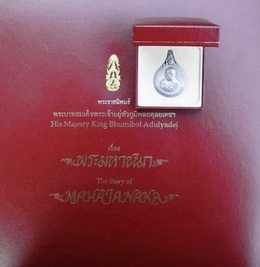 พระราชนิพนธ์
พระบาทสมเด็จพระเจ้าอยู่หัวภูมิพลอดุลยเดช
His Majesty King Bhumibol Adulyadej
เรื่อง
พระมหาชนก
The Story of
MAHAJANAKA